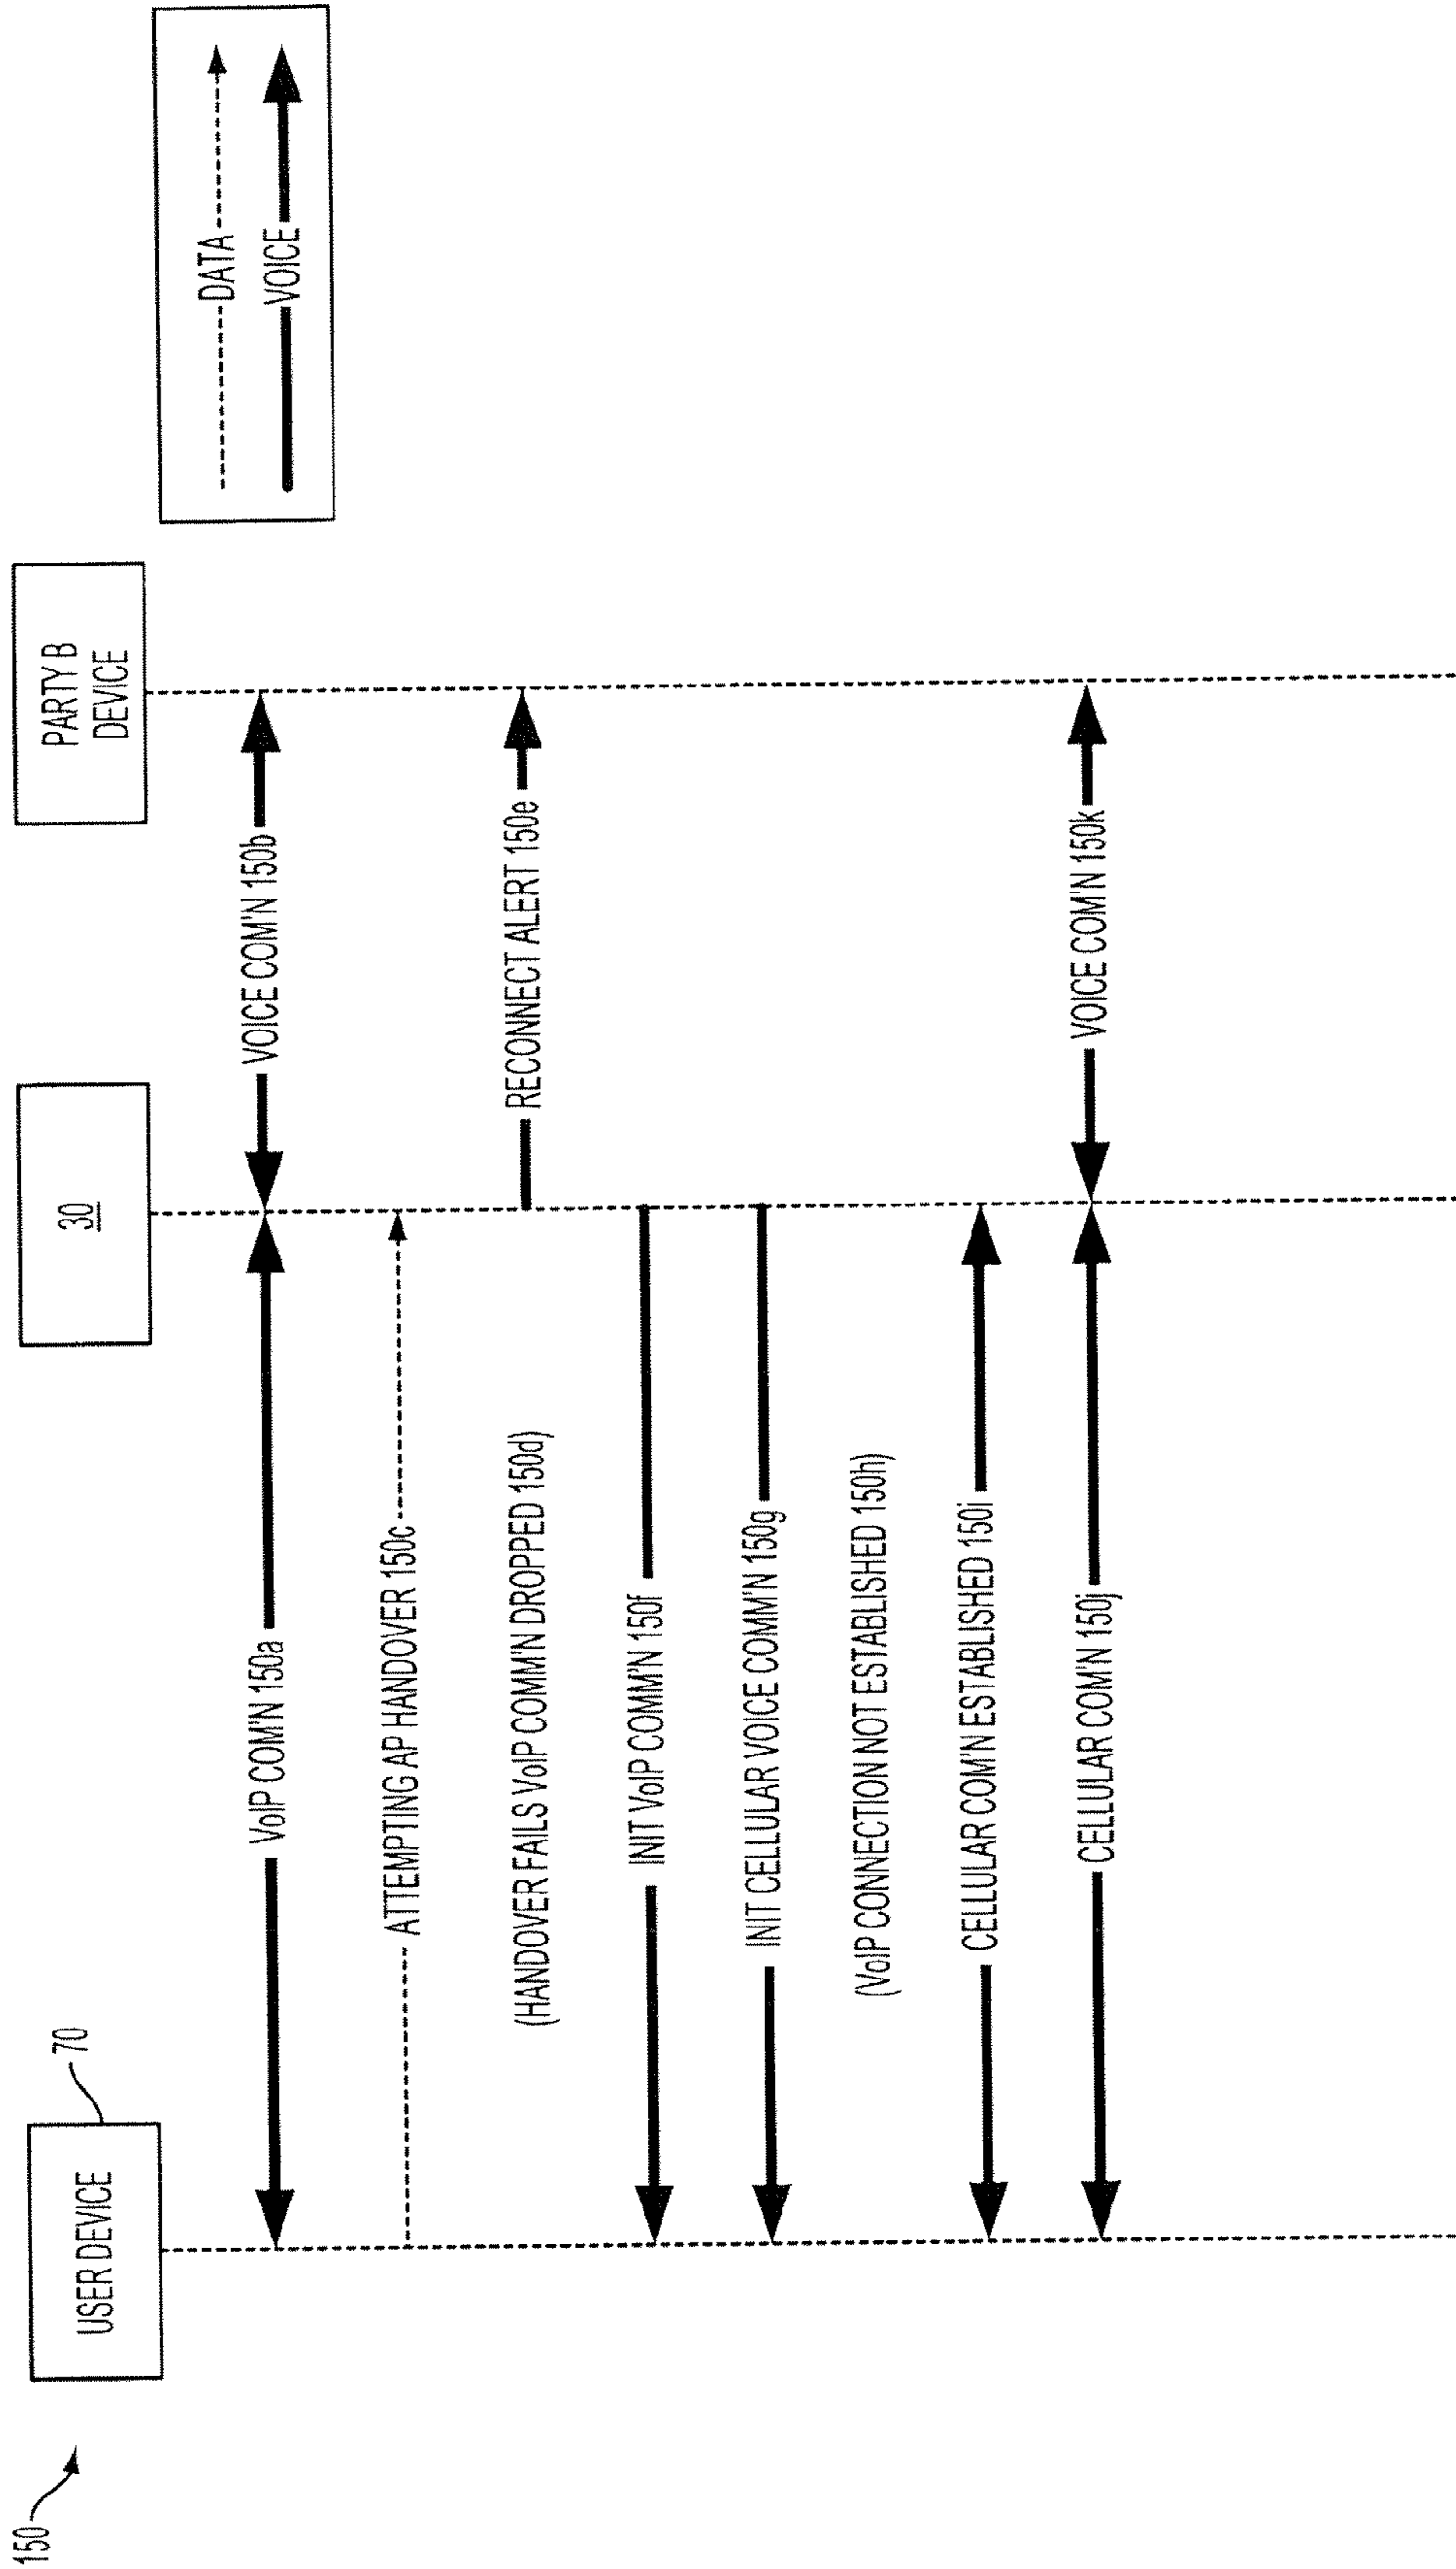 150
USER DEVICE
70
30
PARTY B
DEVICE
DATA
VOICE
VoIP COM'N 150a
VOICE COM'N 150b
ATTEMPTING AP HANDOVER 150c
(HANDOVER FAILS VoIP COMM'N DROPPED 150d)
RECONNECT ALERT 150e
INIT VoIP COMM'N 150f
INIT CELLULAR VOICE COMM'N 150g
(VoIP CONNECTION NOT ESTABLISHED 150h)
CELLULAR COM'N ESTABLISHED 150i
CELLULAR COM'N 150j
VOICE COM'N 150k